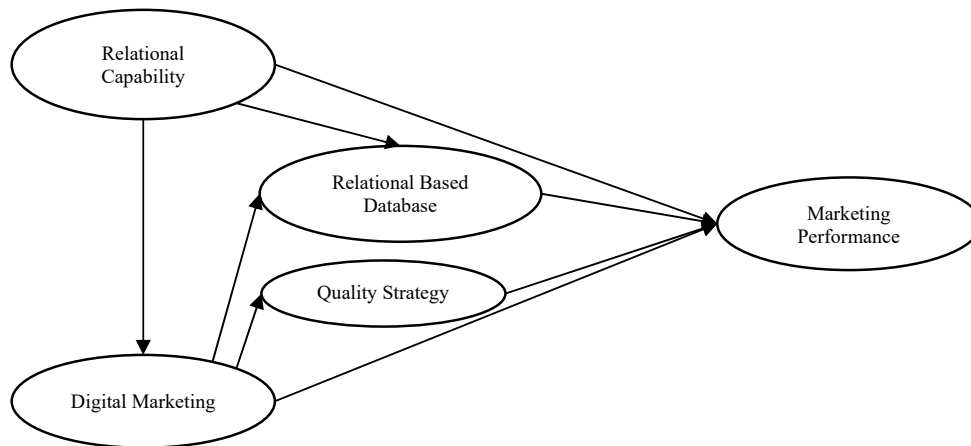 Relational
Capability
Relational Based
Database
Marketing
Performance
Quality Strategy
Digital Marketing